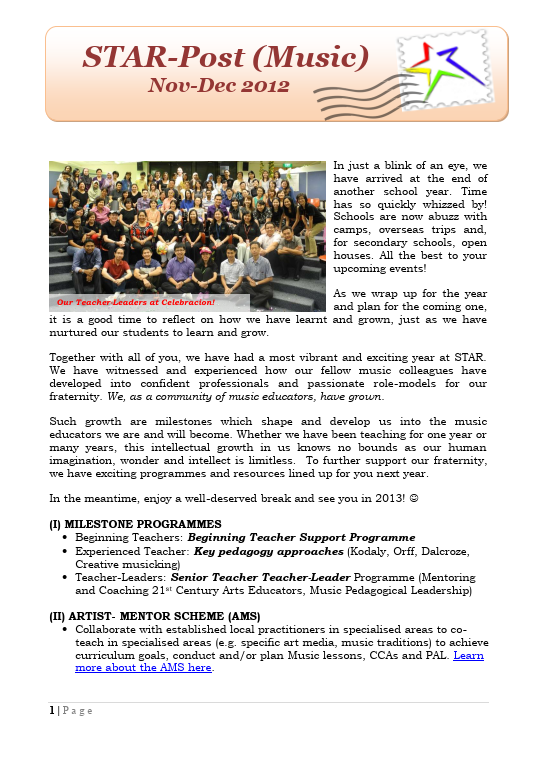 STAR-Post (Music)
Nov-Dec 2012
In just a blink of an eye, we
have arrived at the end of
another school year. Time
has so quickly whizzed by!
Schools are now abuzz with
camps, overseas trips and,
for secondary schools, open
houses. All the best to your
upcoming events!
As we wrap up for the year
and plan for the coming one,
Our Teacher-Leaders at Celebracion!
it is a good time to reflect on how we have learnt and grown, just as we have
nurtured our students to learn and grow.
Together with all of you, we have had a most vibrant and exciting year at STAR.
We have witnessed and experienced how our fellow music colleagues have
developed into confident professionals and passionate role-models for our
fraternity. We, as a community of music educators, have grown.
Such growth are milestones which shape and develop us into the music
educators we are and will become. Whether we have been teaching for one year or
many years, this intellectual growth in us knows no bounds as our human
imagination, wonder and intellect is limitless. To further support our fraternity,
we have exciting programmes and resources lined up for you next year.
In the meantime, enjoy a well-deserved break and see you in 2013! ☺
(I) MILESTONE PROGRAMMES
• Beginning Teachers: Beginning Teacher Support Programme
• Experienced Teacher: Key pedagogy approaches (Kodaly, Orff, Dalcroze,
Creative musicking)
• Teacher-Leaders: Senior Teacher Teacher-Leader Programme (Mentoring
and Coaching 21st Century Arts Educators, Music Pedagogical Leadership)
(II) ARTIST- MENTOR SCHEME (AMS)
• Collaborate with established local practitioners in specialised areas to co-
teach in specialised areas (e.g. specific art media, music traditions) to achieve
curriculum goals, conduct and/or plan Music lessons, CCAs and PAL. Learn
more about the AMS here.
1 | Page